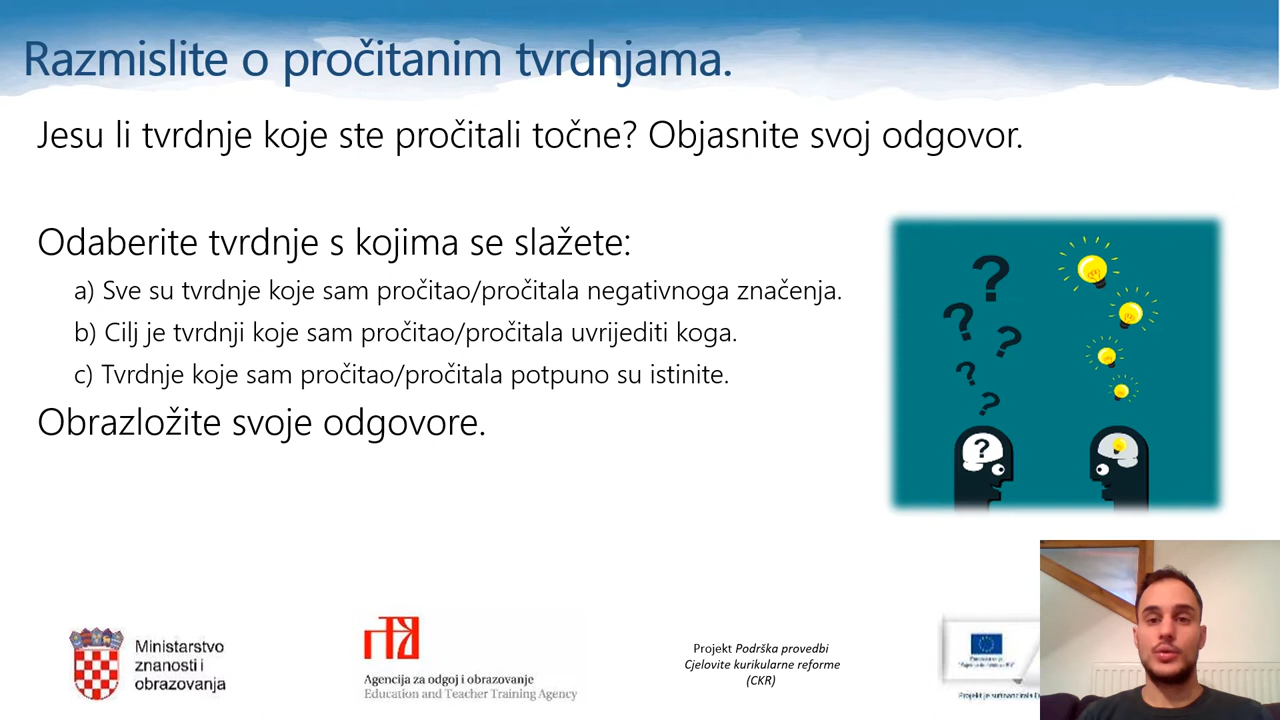 Razmislite o pročitanim tvrdnjama.
Jesu li tvrdnje koje ste pročitali točne? Objasnite svoj odgovor.
Odaberite tvrdnje s kojima se slažete:
a) Sve su tvrdnje koje sam pročitao/pročitala negativnoga značenja.
b) Cilj je tvrdnji koje sam pročitao/pročitala uvrijediti koga.
c) Tvrdnje koje sam pročitao/pročitala potpuno su istinite.
Obrazložite svoje odgovore.
? ? ? ? ? ?
Ministarstvo
znanosti i
obrazovanja
Agencija za odgoj i obrazovanje
Education and Teacher Training Agency
Projekt Podrška provedbi
Cjelovite kurikularne reforme
(CKR)
Projekt je sufinancirala